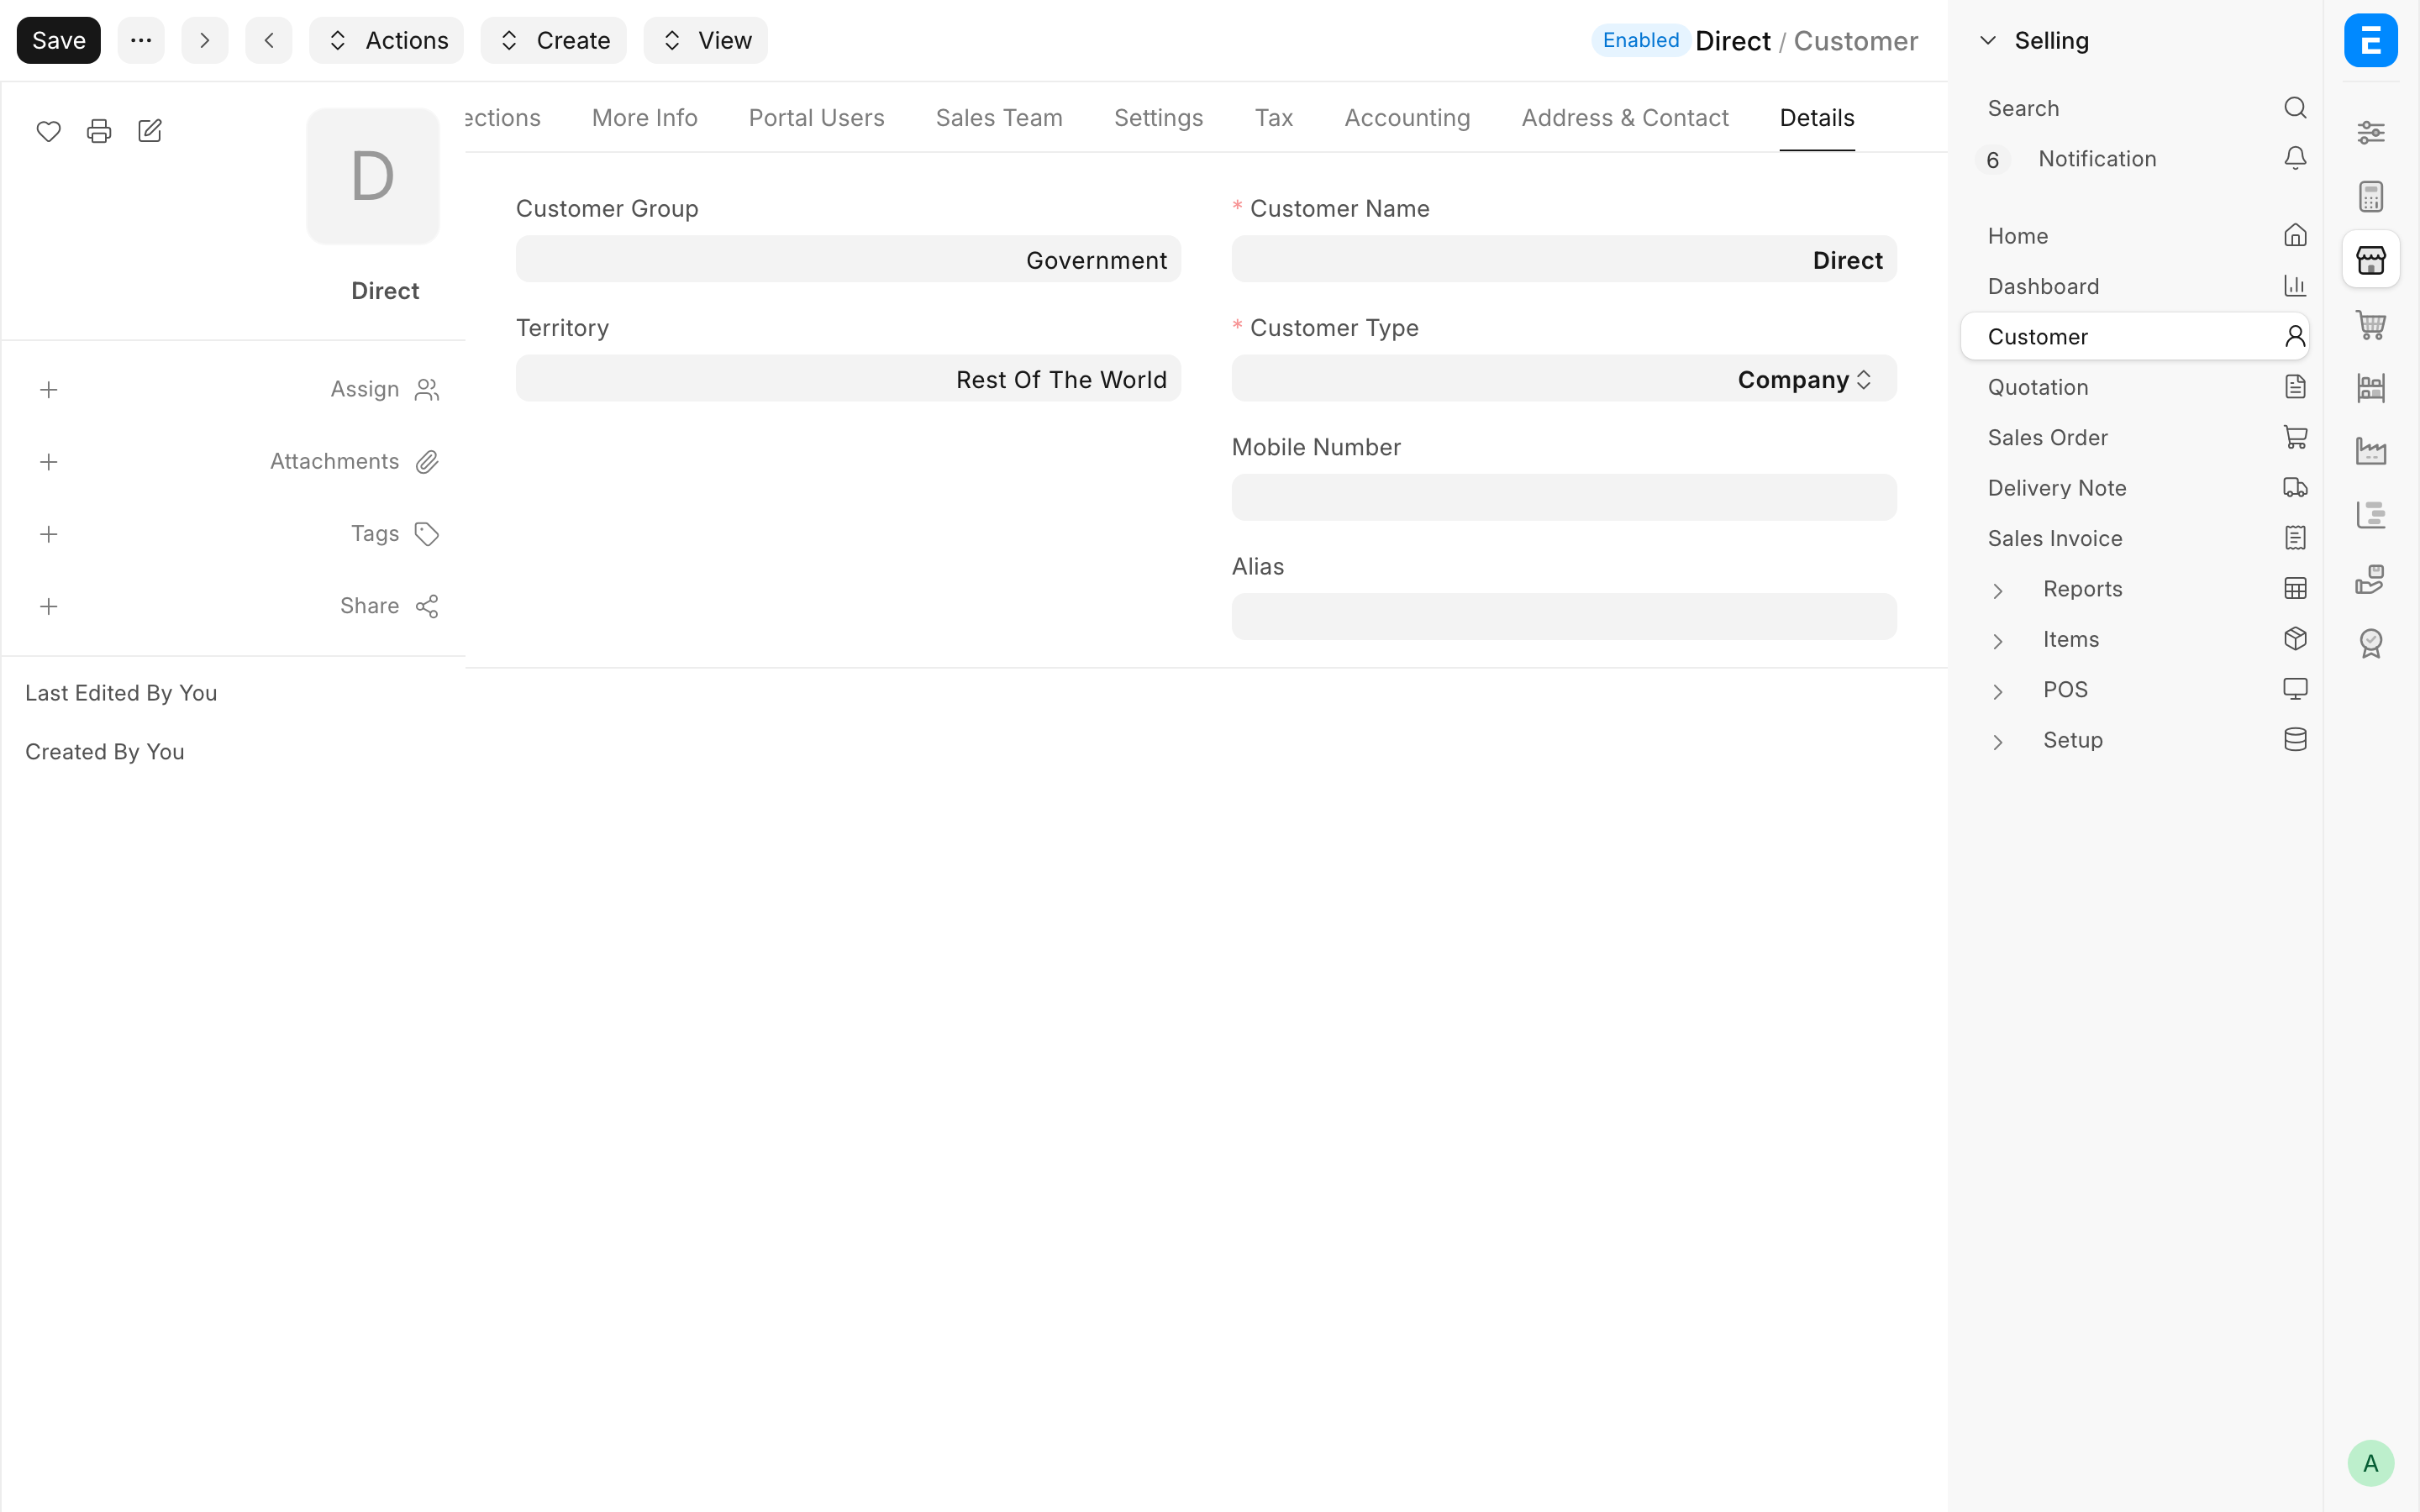 Save
Actions
Create
View
Enabled
Direct / Customer
ections
More Info
Portal Users
Sales Team
Settings
Tax
Accounting
Address & Contact
Details
D
Direct
Assign
Attachments
Tags
Share
Last Edited By You
Created By You
Customer Group
Government
Territory
Rest Of The World
* Customer Name
Direct
* Customer Type
Company
Mobile Number
Alias
Selling
Search
6 Notification
Home
Dashboard
Customer
Quotation
Sales Order
Delivery Note
Sales Invoice
Reports
Items
POS
Setup
E
A